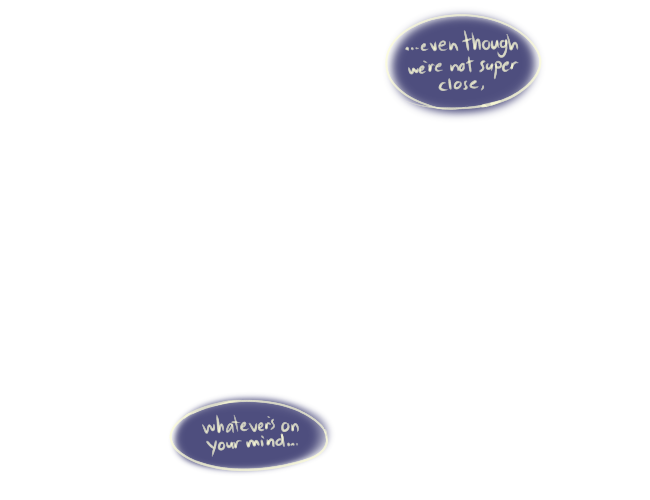 ...even though
we're not super
close,
whatever's on
your mind...